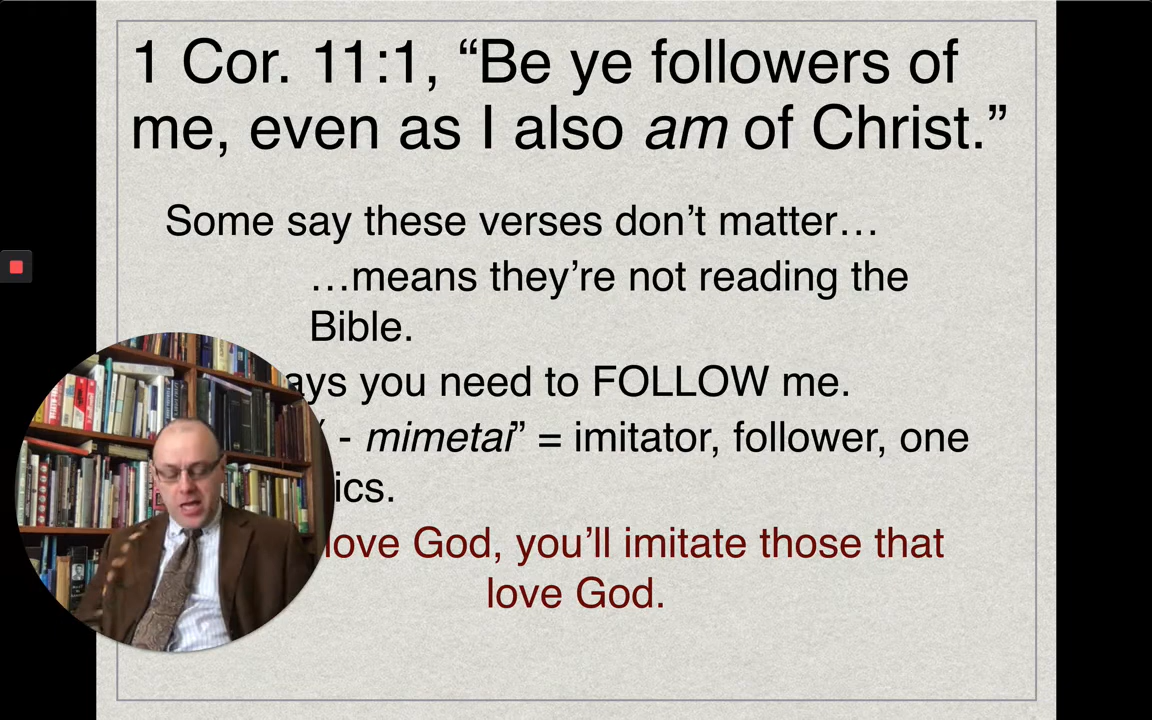 1 Cor. 11:1, “Be ye followers of
me, even as I also am of Christ.”
Some say these verses don’t matter…
…means they’re not reading the
Bible.
you need to FOLLOW me.
- mimetai” = imitator, follower, one
love God, you’ll imitate those that
love God.